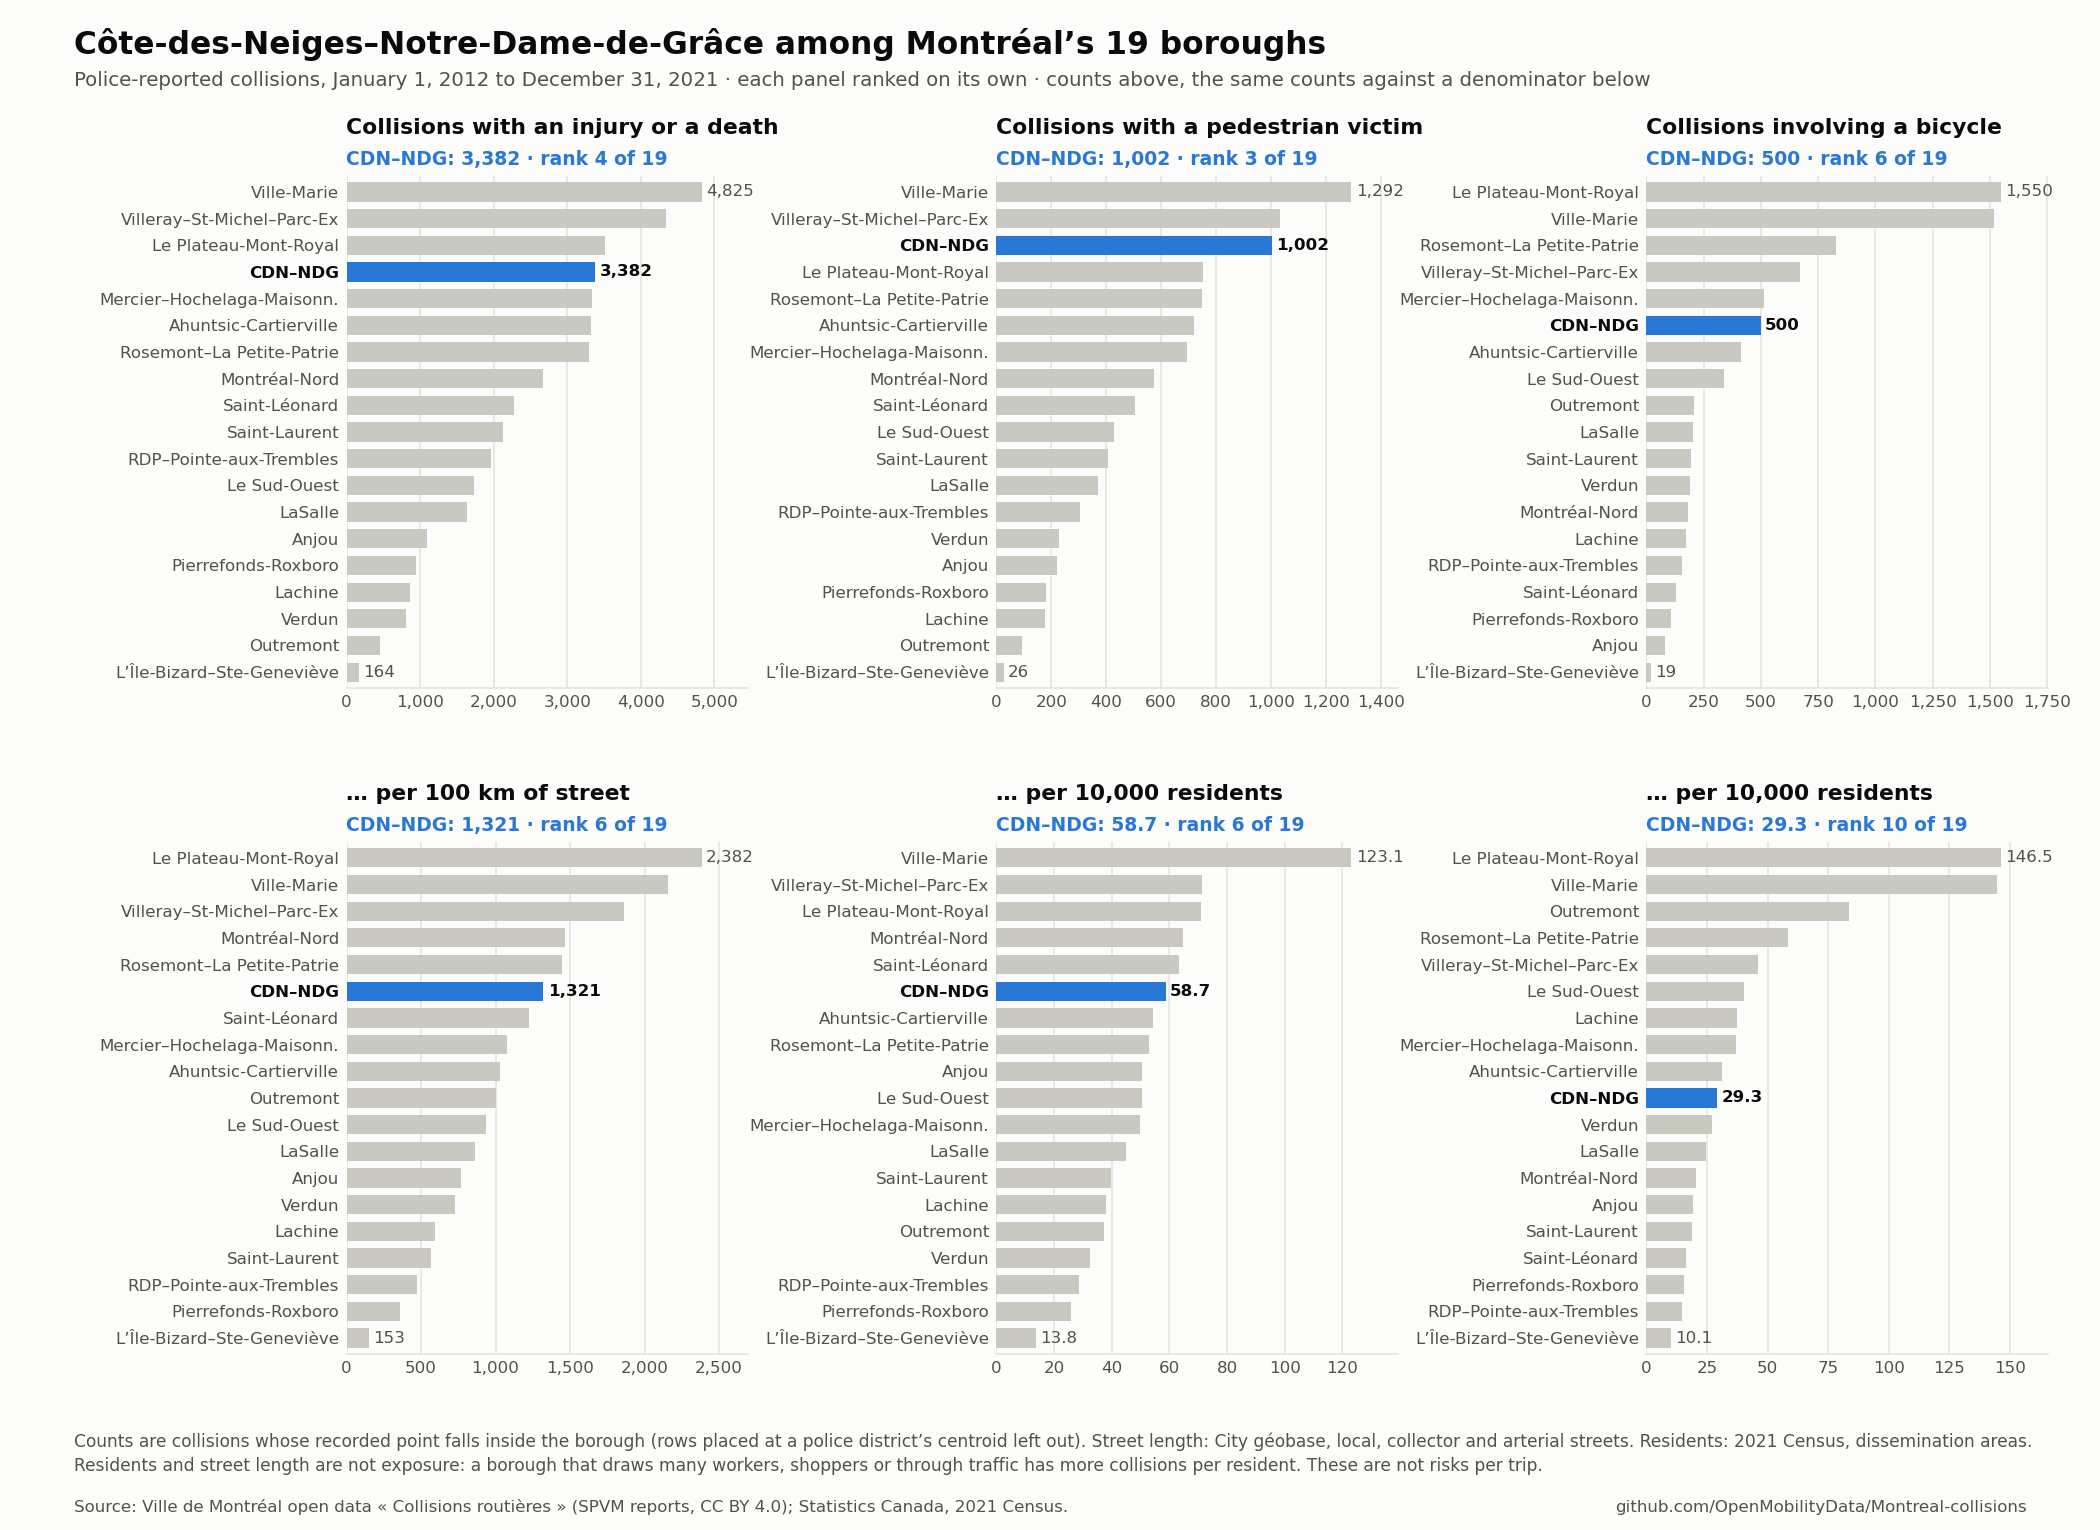 Côte-des-Neiges–Notre-Dame-de-Grâce among Montréal’s 19 boroughs
Police-reported collisions, January 1, 2012 to December 31, 2021 · each panel ranked on its own · counts above, the same counts against a denominator below
Collisions with an injury or a death
CDN–NDG: 3,382 · rank 4 of 19
Ville-Marie 4,825
Villeray–St-Michel–Parc-Ex
Le Plateau-Mont-Royal
CDN–NDG 3,382
Mercier–Hochelaga-Maisonn.
Ahuntsic-Cartierville
Rosemont–La Petite-Patrie
Montréal-Nord
Saint-Léonard
Saint-Laurent
RDP–Pointe-aux-Trembles
Le Sud-Ouest
LaSalle
Anjou
Pierrefonds-Roxboro
Lachine
Verdun
Outremont
L’Île-Bizard–Ste-Geneviève 164
0 1,000 2,000 3,000 4,000 5,000
Collisions with a pedestrian victim
CDN–NDG: 1,002 · rank 3 of 19
Ville-Marie 1,292
Villeray–St-Michel–Parc-Ex
CDN–NDG 1,002
Le Plateau-Mont-Royal
Rosemont–La Petite-Patrie
Ahuntsic-Cartierville
Mercier–Hochelaga-Maisonn.
Montréal-Nord
Saint-Léonard
Le Sud-Ouest
Saint-Laurent
LaSalle
RDP–Pointe-aux-Trembles
Verdun
Anjou
Pierrefonds-Roxboro
Lachine
Outremont
L’Île-Bizard–Ste-Geneviève 26
0 200 400 600 800 1,000 1,200 1,400
Collisions involving a bicycle
CDN–NDG: 500 · rank 6 of 19
Le Plateau-Mont-Royal 1,550
Ville-Marie
Rosemont–La Petite-Patrie
Villeray–St-Michel–Parc-Ex
Mercier–Hochelaga-Maisonn.
CDN–NDG 500
Ahuntsic-Cartierville
Le Sud-Ouest
Outremont
LaSalle
Saint-Laurent
Verdun
Montréal-Nord
Lachine
RDP–Pointe-aux-Trembles
Saint-Léonard
Pierrefonds-Roxboro
Anjou
L’Île-Bizard–Ste-Geneviève 19
0 250 500 750 1,000 1,250 1,500 1,750
… per 100 km of street
CDN–NDG: 1,321 · rank 6 of 19
Le Plateau-Mont-Royal 2,382
Ville-Marie
Villeray–St-Michel–Parc-Ex
Montréal-Nord
Rosemont–La Petite-Patrie
CDN–NDG 1,321
Saint-Léonard
Mercier–Hochelaga-Maisonn.
Ahuntsic-Cartierville
Outremont
Le Sud-Ouest
LaSalle
Anjou
Verdun
Lachine
Saint-Laurent
RDP–Pointe-aux-Trembles
Pierrefonds-Roxboro
L’Île-Bizard–Ste-Geneviève 153
0 500 1,000 1,500 2,000 2,500
… per 10,000 residents
CDN–NDG: 58.7 · rank 6 of 19
Ville-Marie 123.1
Villeray–St-Michel–Parc-Ex
Le Plateau-Mont-Royal
Montréal-Nord
Saint-Léonard
CDN–NDG 58.7
Ahuntsic-Cartierville
Rosemont–La Petite-Patrie
Anjou
Le Sud-Ouest
Mercier–Hochelaga-Maisonn.
LaSalle
Saint-Laurent
Lachine
Outremont
Verdun
RDP–Pointe-aux-Trembles
Pierrefonds-Roxboro
L’Île-Bizard–Ste-Geneviève 13.8
0 20 40 60 80 100 120
… per 10,000 residents
CDN–NDG: 29.3 · rank 10 of 19
Le Plateau-Mont-Royal 146.5
Ville-Marie
Outremont
Rosemont–La Petite-Patrie
Villeray–St-Michel–Parc-Ex
Le Sud-Ouest
Lachine
Mercier–Hochelaga-Maisonn.
Ahuntsic-Cartierville
CDN–NDG 29.3
Verdun
LaSalle
Montréal-Nord
Anjou
Saint-Laurent
Saint-Léonard
Pierrefonds-Roxboro
RDP–Pointe-aux-Trembles
L’Île-Bizard–Ste-Geneviève 10.1
0 25 50 75 100 125 150
Counts are collisions whose recorded point falls inside the borough (rows placed at a police district’s centroid left out). Street length: City géobase, local, collector and arterial streets. Residents: 2021 Census, dissemination areas.
Residents and street length are not exposure: a borough that draws many workers, shoppers or through traffic has more collisions per resident. These are not risks per trip.
Source: Ville de Montréal open data « Collisions routières » (SPVM reports, CC BY 4.0); Statistics Canada, 2021 Census.
github.com/OpenMobilityData/Montreal-collisions